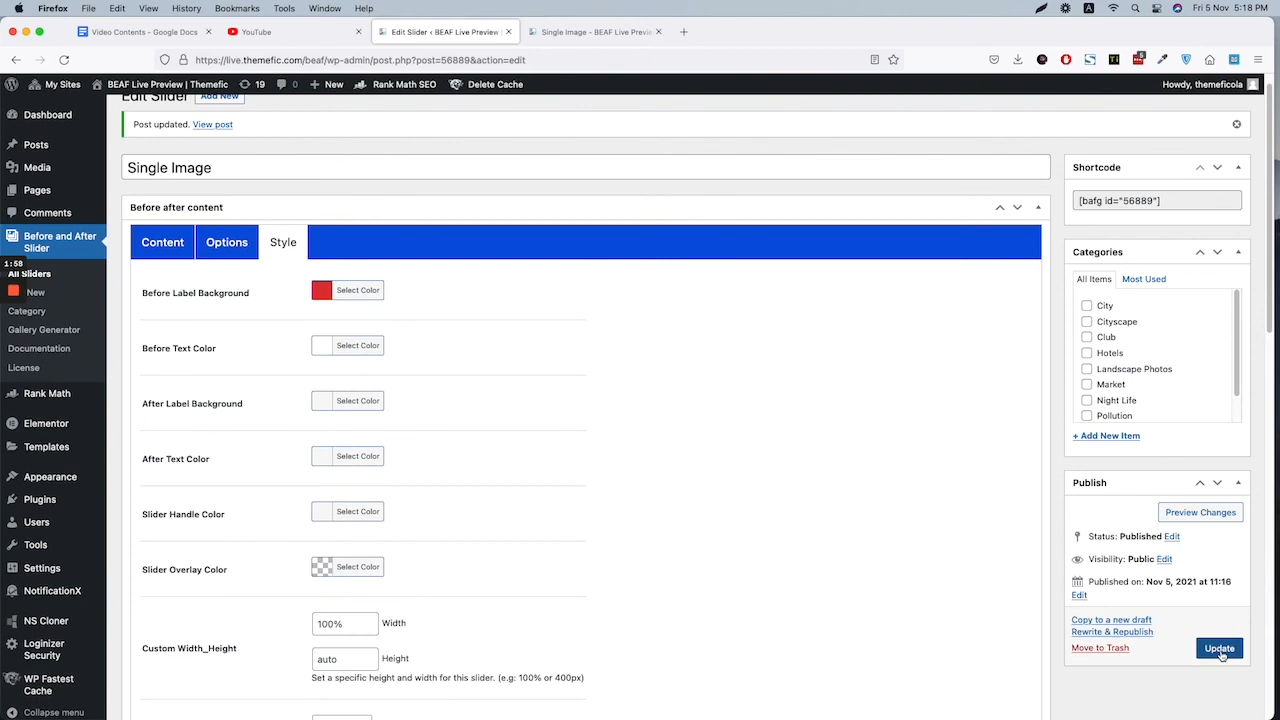 Firefox File Edit View History Bookmarks Tools Window Help
Fri 5 Nov 5:18 PM
Video Contents - Google Docs
YouTube
Edit Slider ‹ BEAF Live Preview
Single Image - BEAF Live Preview
https://live.themefic.com/beaf/wp-admin/post.php?post=56889&action=edit
My Sites
BEAF Live Preview | Themefic
19
0
New
Rank Math SEO
Delete Cache
Howdy, themeficola
Dashboard
Posts
Media
Pages
Comments
Before and After
Slider
1:58
All Sliders
New
Category
Gallery Generator
Documentation
License
Rank Math
Elementor
Templates
Appearance
Plugins
Users
Tools
Settings
NotificationX
NS Cloner
Loginizer
Security
WP Fastest
Cache
Collapse menu
Edit Slider
Add New
Post updated. View post
Single Image
Before after content
Content
Options
Style
Before Label Background
Select Color
Before Text Color
Select Color
After Label Background
Select Color
After Text Color
Select Color
Slider Handle Color
Select Color
Slider Overlay Color
Select Color
Custom Width_Height
100%
Width
auto
Height
Set a specific height and width for this slider. (e.g: 100% or 400px)
Shortcode
[bafg id="56889"]
Categories
All Items
Most Used
City
Cityscape
Club
Hotels
Landscape Photos
Market
Night Life
Pollution
+ Add New Item
Publish
Preview Changes
Status: Published Edit
Visibility: Public Edit
Published on: Nov 5, 2021 at 11:16
Edit
Copy to a new draft
Rewrite & Republish
Move to Trash
Update